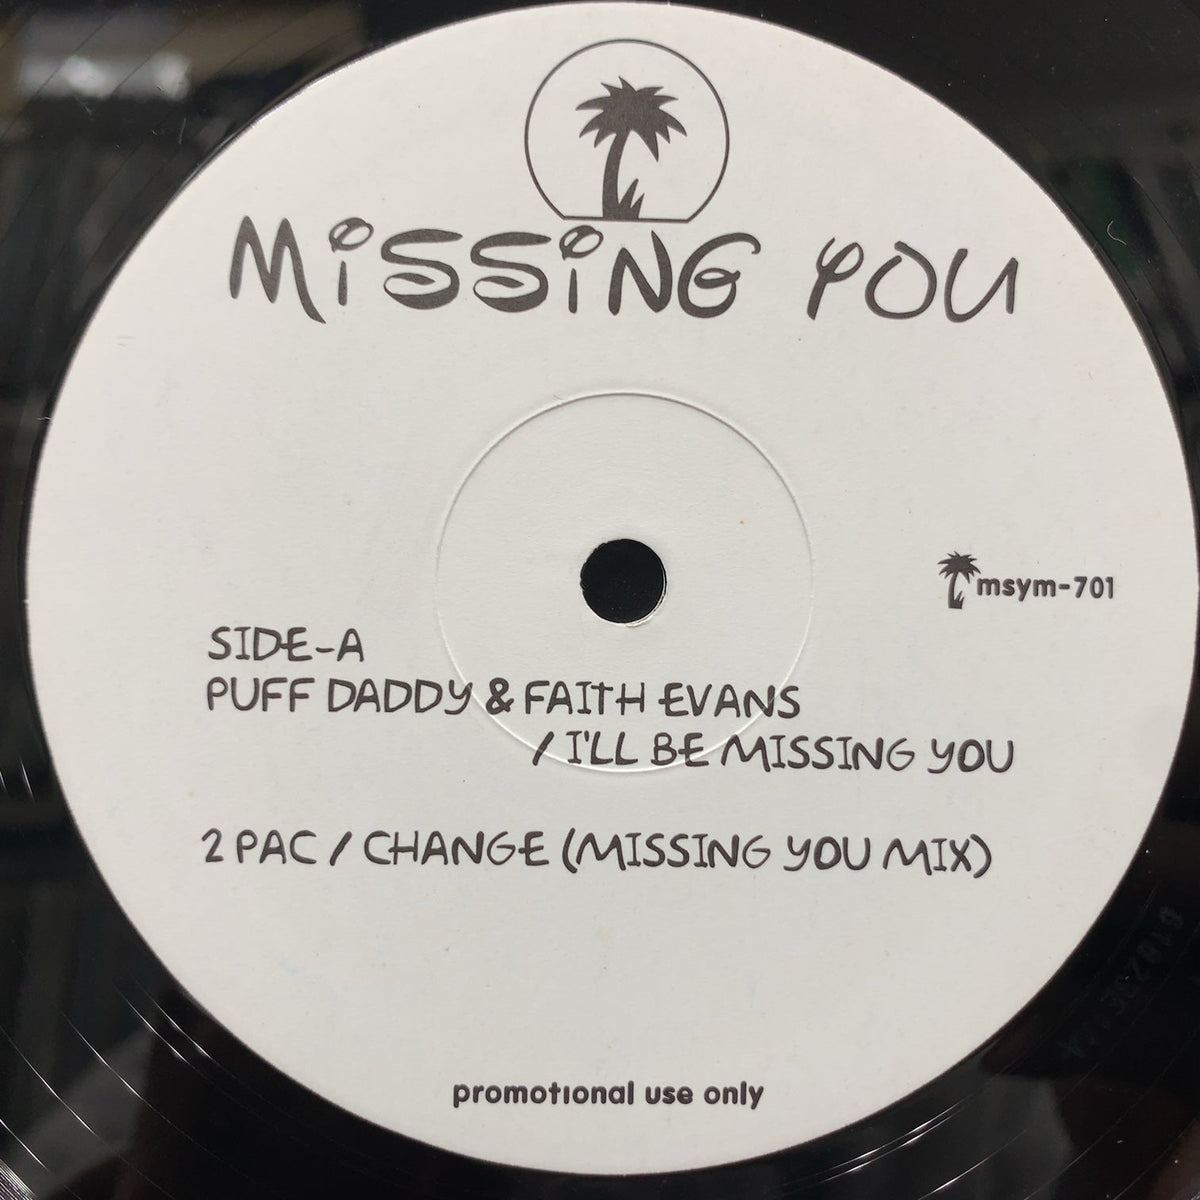 MISSING YOU
msym-701
SIDE-A
PUFF DADDY & FAITH EVANS
/ I'LL BE MISSING YOU
2 PAC / CHANGE (MISSING YOU MIX)
promotional use only